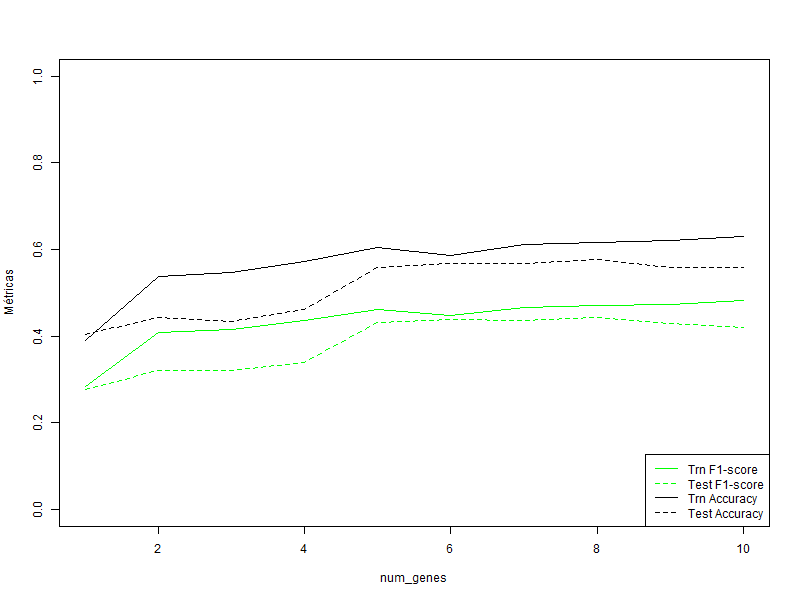 1.0
0.8
0.6
0.4
0.2
0.0
Métricas
2 4 6 8 10
num_genes
Trn F1-score
Test F1-score
Trn Accuracy
Test Accuracy